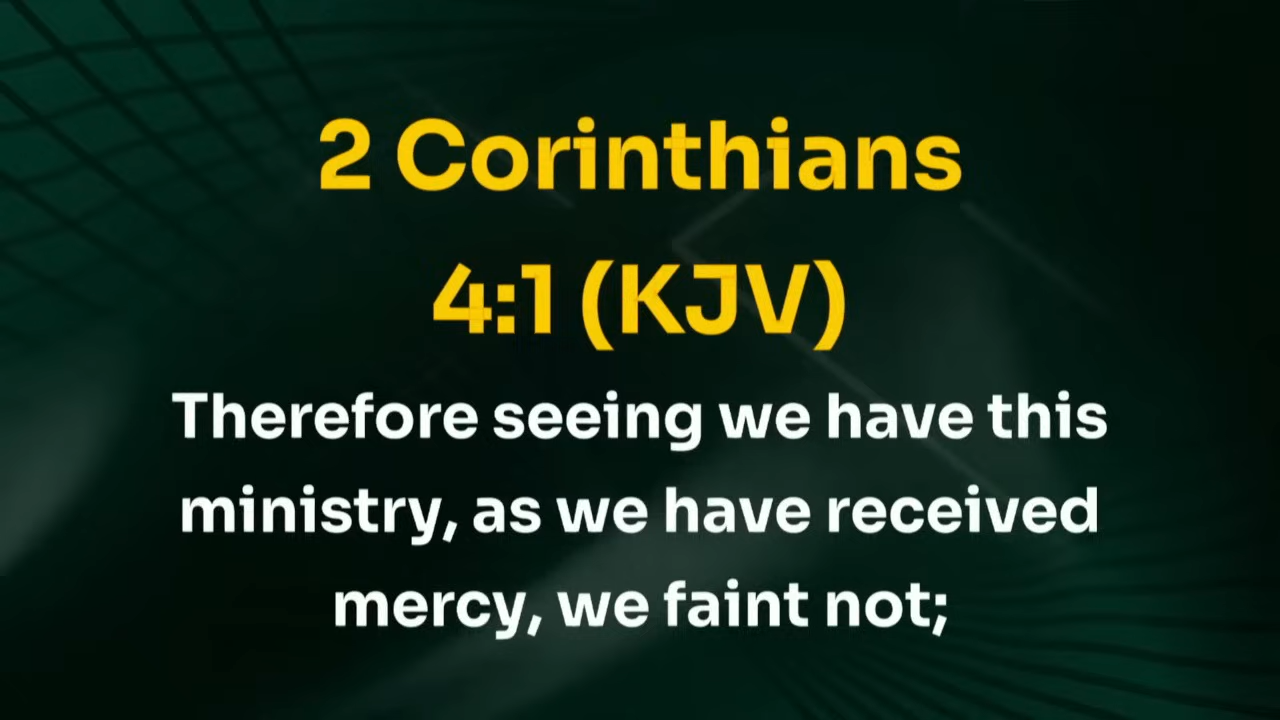 2 Corinthians
4:1 (KJV)
Therefore seeing we have this
ministry, as we have received
mercy, we faint not;